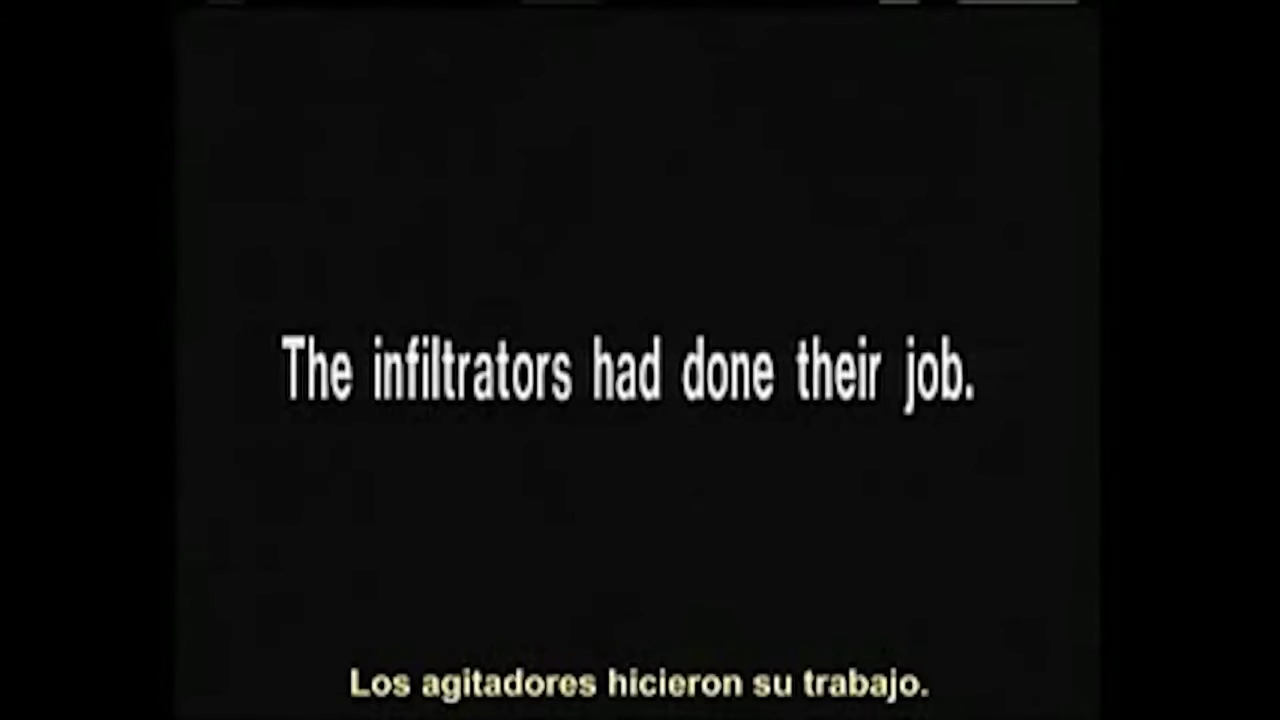 The infiltrators had done their job.
Los agitadores hicieron su trabajo.